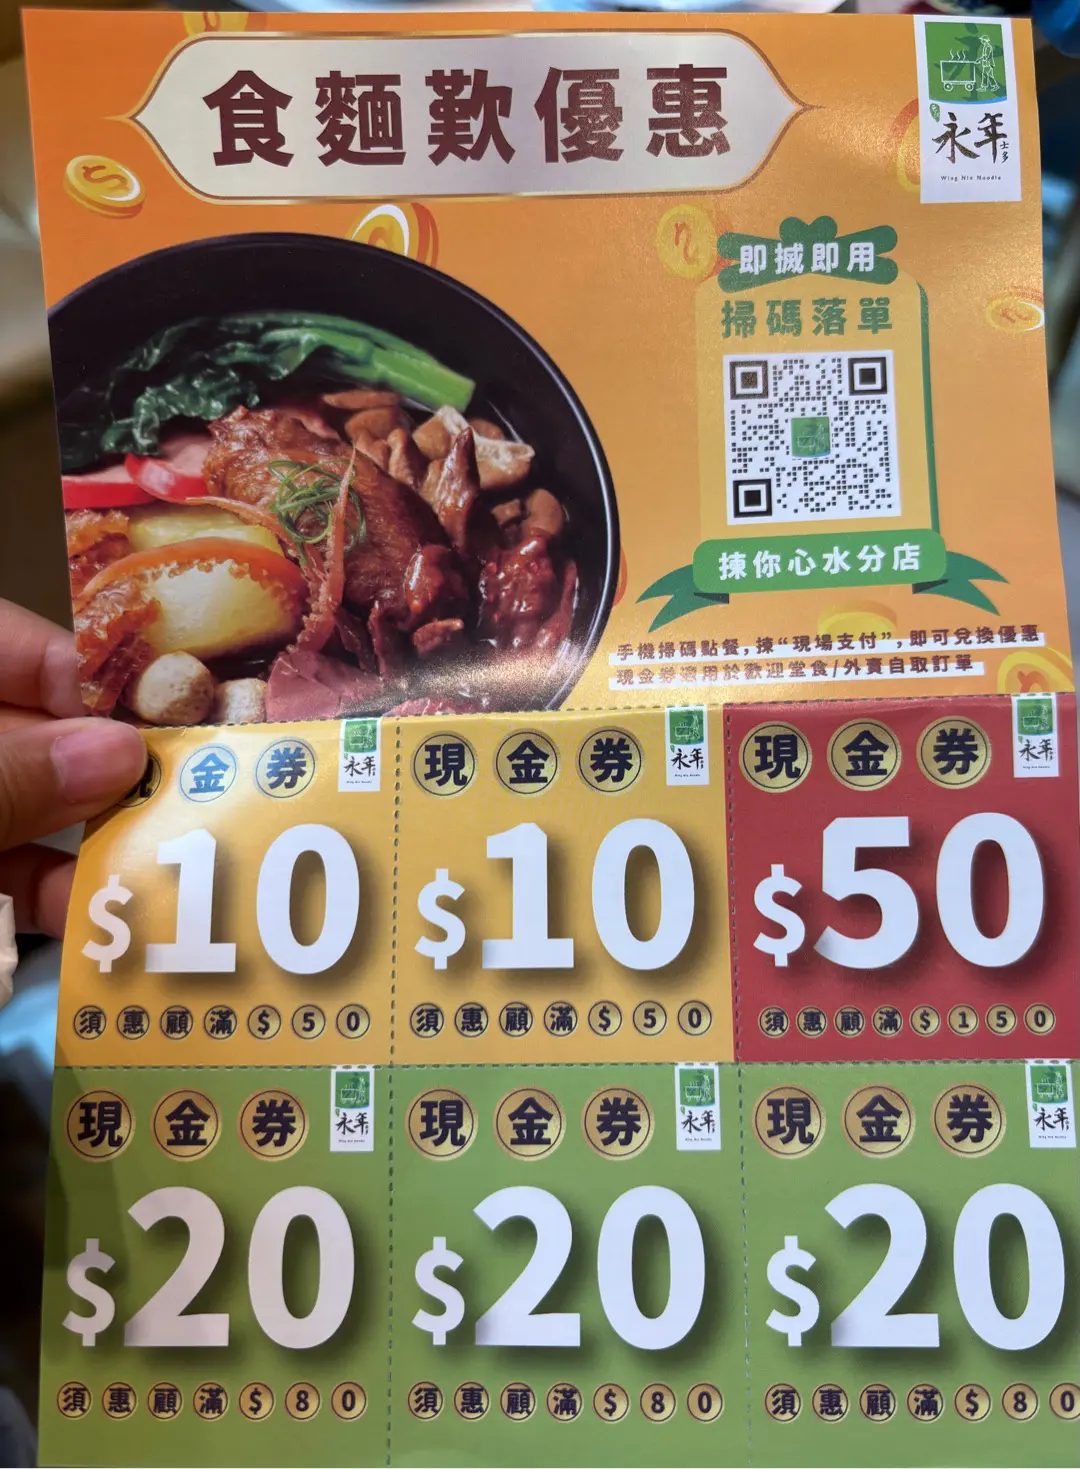 食麵歎優惠
永年士多
Wing Nin Noodle
即搣即用
掃碼落單
揀你心水分店
手機掃碼點餐，揀“現場支付”，即可兌換優惠
現金券適用於歡迎堂食/外賣自取訂單
現金券
永年
$10
須惠顧滿$50
現金券
永年
$10
須惠顧滿$50
現金券
永年
$50
須惠顧滿$150
現金券
永年
$20
須惠顧滿$80
現金券
永年
$20
須惠顧滿$80
現金券
永年
$20
須惠顧滿$80